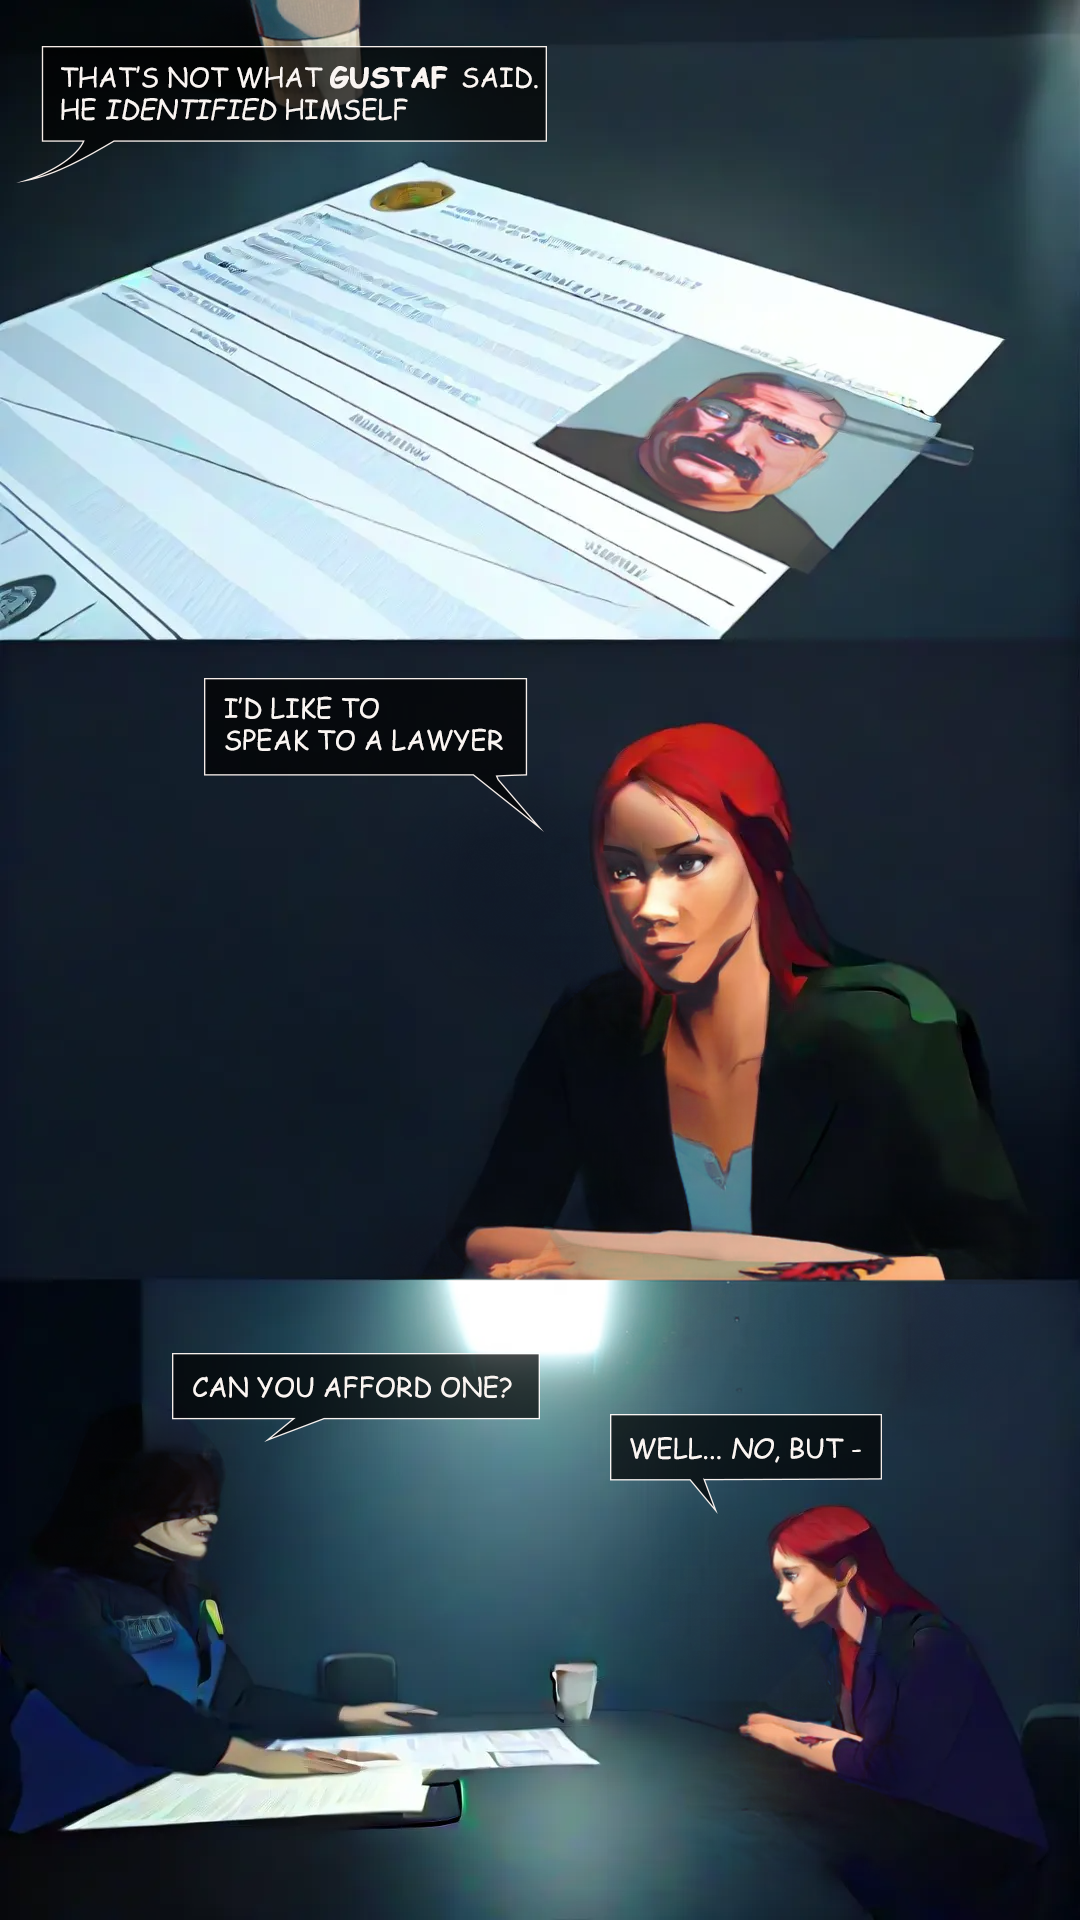 THAT'S NOT WHAT GUSTAF SAID.
HE IDENTIFIED HIMSELF
I'D LIKE TO
SPEAK TO A LAWYER
CAN YOU AFFORD ONE?
WELL... NO, BUT -